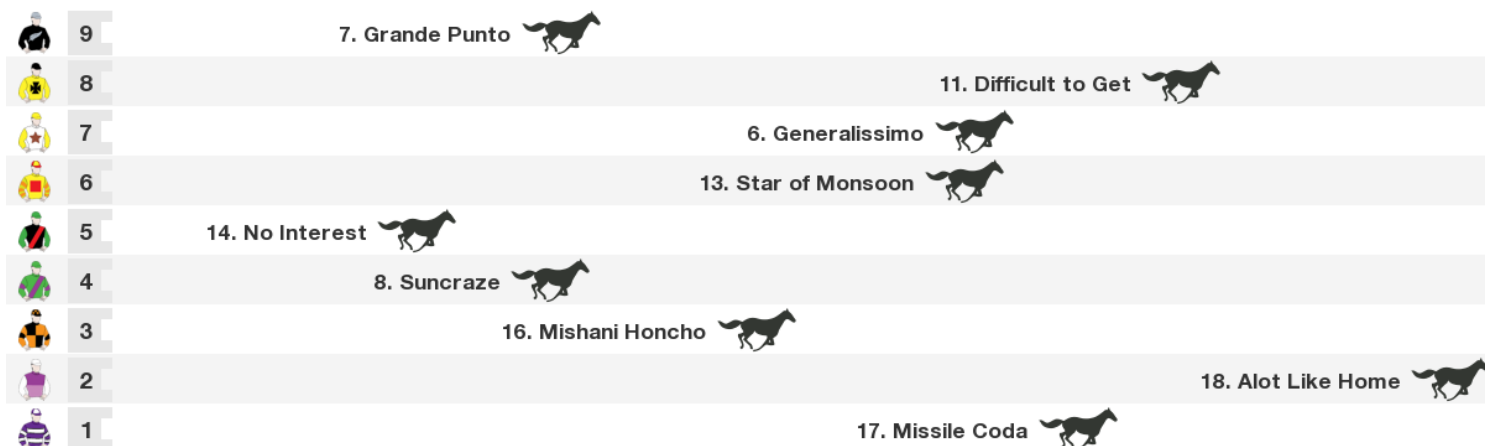 9 7. Grande Punto
8 11. Difficult to Get
7 6. Generalissimo
6 13. Star of Monsoon
5 14. No Interest
4 8. Suncraze
3 16. Mishani Honcho
2 18. Alot Like Home
1 17. Missile Coda